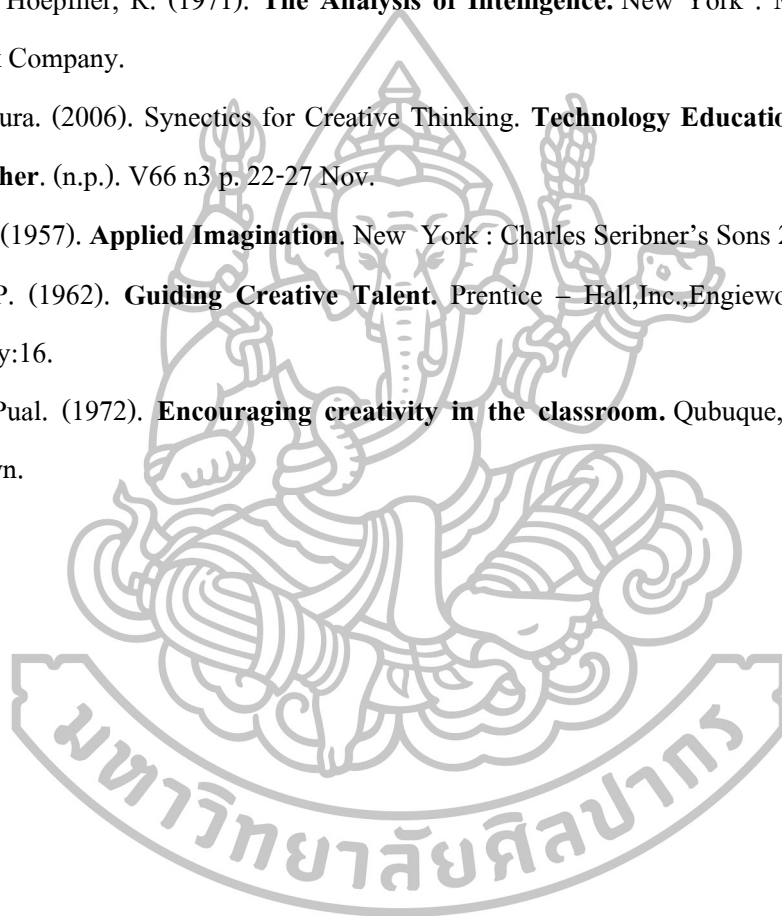 Hoepfner, R. (1971). The Analysis of Intelligence. New York :
Company.
ura. (2006). Synectics for Creative Thinking. Technology Educatio
her. (n.p.). V66 n3 p. 22-27 Nov.
(1957). Applied Imagination. New York : Charles Seribner's Sons 2
P. (1962). Guiding Creative Talent. Prentice – Hall,Inc.,Engiewo
y:16.
Pual. (1972). Encouraging creativity in the classroom. Qubuque,
vn.
มหาวิทยาลัยศิลปากร